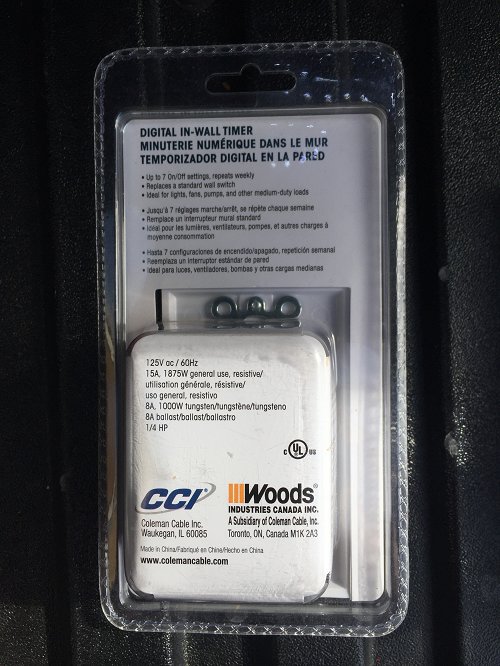 DIGITAL IN-WALL TIMER
MINUTERIE NUMÉRIQUE DANS LE MUR
TEMPORIZADOR DIGITAL EN LA PARED
• Up to 7 On/Off settings, repeats weekly
• Replaces a standard wall switch
• Ideal for lights, fans, pumps, and other medium-duty loads
• Jusqu'à 7 réglages marche/arrêt, se répète chaque semaine
• Remplace un interrupteur mural standard
• Idéal pour les lumières, ventilateurs, pompes, et autres charges à
moyenne consommation
• Hasta 7 configuraciones de encendido/apagado, repetición semanal
• Reemplaza un interruptor estándar de pared
• Ideal para luces, ventiladores, bombas y otras cargas medianas
125V ac / 60Hz
15A, 1875W general use, resistive/
utilisation générale, résistive/
uso general, resistivo
8A, 1000W tungsten/tungstène/tungsteno
8A ballast/ballast/ballastro
1/4 HP
C UL US
CCI®
Coleman Cable Inc.
Waukegan, IL 60085
Woods®
INDUSTRIES CANADA INC.
A Subsidiary of Coleman Cable, Inc.
Toronto, ON, Canada M1K 2A3
Made in China/Fabriqué en Chine/Hecho en China
www.colemancable.com